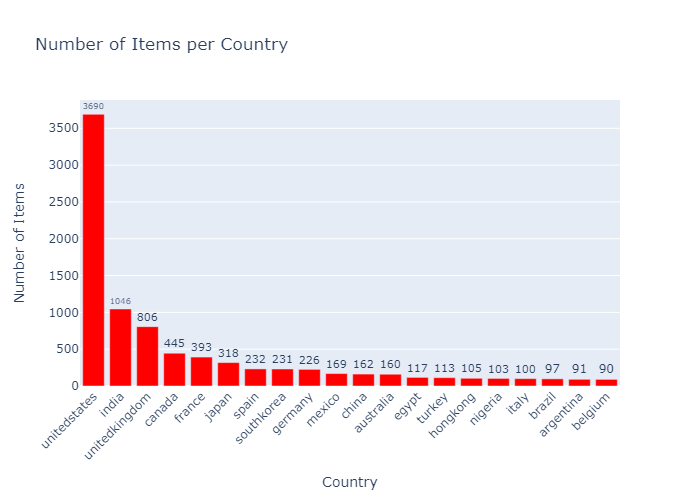 Number of Items per Country
Number of Items
3500
3000
2500
2000
1500
1000
500
0
3690
1046
806
445
393
318
232
231
226
169
162
160
117
113
105
103
100
97
91
90
unitedstates
india
unitedkingdom
canada
france
japan
spain
southkorea
germany
mexico
china
australia
egypt
turkey
hongkong
nigeria
italy
brazil
argentina
belgium
Country